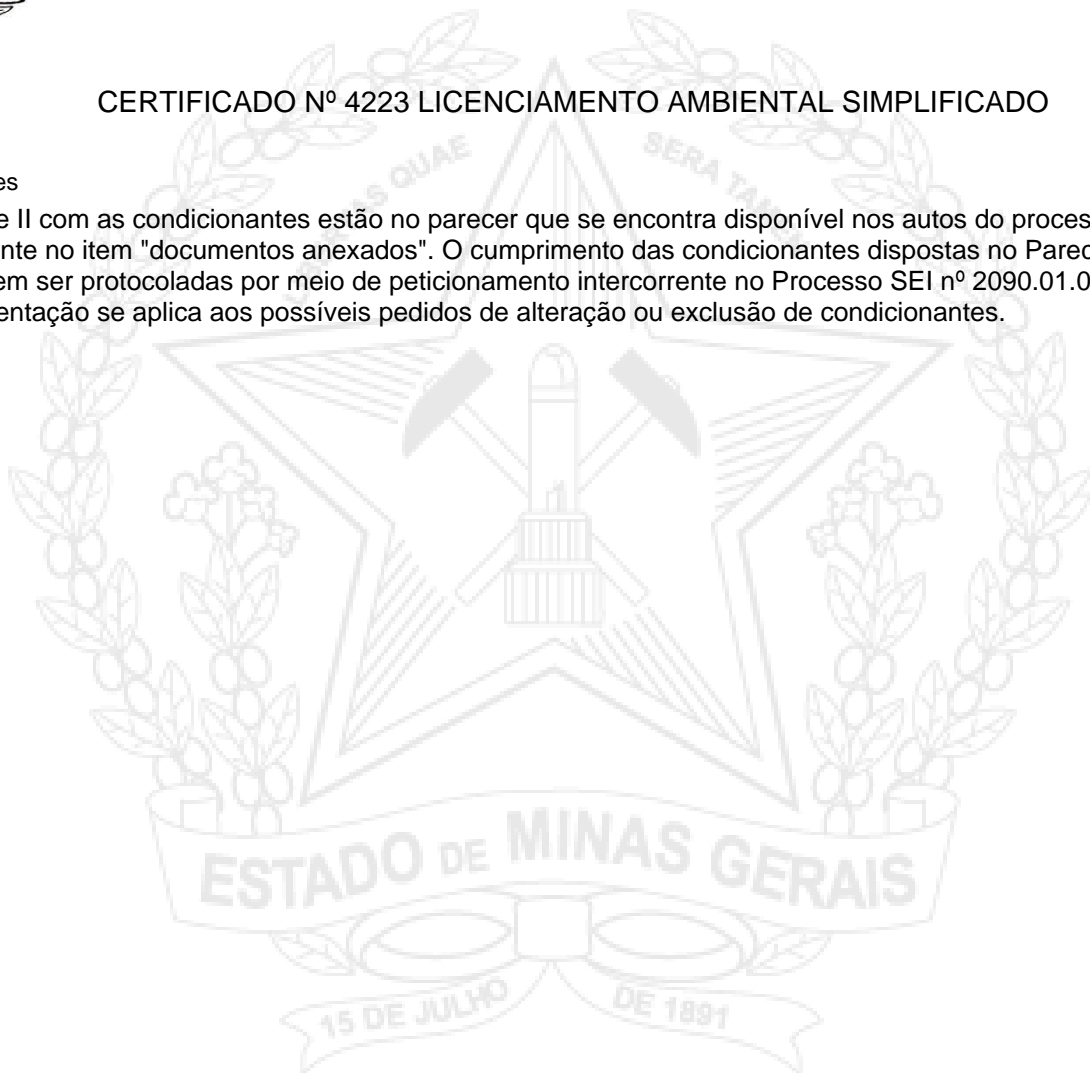 CERTIFICADO Nº 4223 LICENCIAMENTO AMBIENTAL SIMPLIFICADO
es
e II com as condicionantes estão no parecer que se encontra disponível nos autos do proces
nte no item "documentos anexados". O cumprimento das condicionantes dispostas no Parec
em ser protocoladas por meio de peticionamento intercorrente no Processo SEI nº 2090.01.0
entação se aplica aos possíveis pedidos de alteração ou exclusão de condicionantes.
QUAE SERA TAMEN
ESTADO DE MINAS GERAIS
15 DE JULHO DE 1891